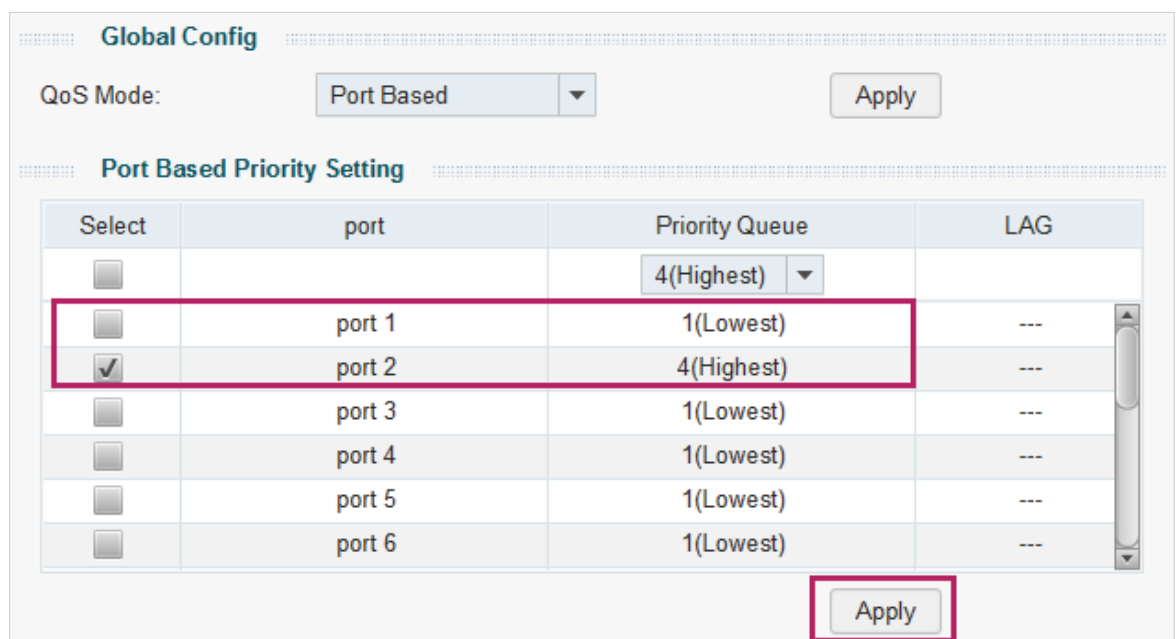 Global Config
QoS Mode: Port Based Apply
Port Based Priority Setting
Select port Priority Queue LAG
4(Highest)
port 1 1(Lowest) ---
port 2 4(Highest) ---
port 3 1(Lowest) ---
port 4 1(Lowest) ---
port 5 1(Lowest) ---
port 6 1(Lowest) ---
Apply